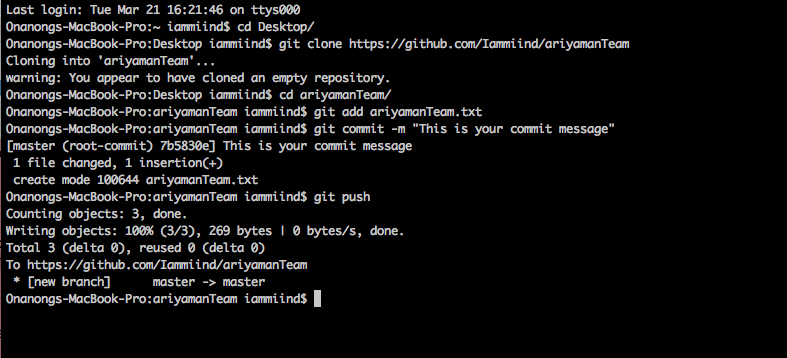 Last login: Tue Mar 21 16:21:46 on ttys000
Onanongs-MacBook-Pro:~ iammiind$ cd Desktop/
Onanongs-MacBook-Pro:Desktop iammiind$ git clone https://github.com/Iammiind/ariyamanTeam
Cloning into 'ariyamanTeam'...
warning: You appear to have cloned an empty repository.
Onanongs-MacBook-Pro:Desktop iammiind$ cd ariyamanTeam/
Onanongs-MacBook-Pro:ariyamanTeam iammiind$ git add ariyamanTeam.txt
Onanongs-MacBook-Pro:ariyamanTeam iammiind$ git commit -m "This is your commit message"
[master (root-commit) 7b5830e] This is your commit message
 1 file changed, 1 insertion(+)
 create mode 100644 ariyamanTeam.txt
Onanongs-MacBook-Pro:ariyamanTeam iammiind$ git push
Counting objects: 3, done.
Writing objects: 100% (3/3), 269 bytes | 0 bytes/s, done.
Total 3 (delta 0), reused 0 (delta 0)
To https://github.com/Iammiind/ariyamanTeam
 * [new branch]      master -> master
Onanongs-MacBook-Pro:ariyamanTeam iammiind$